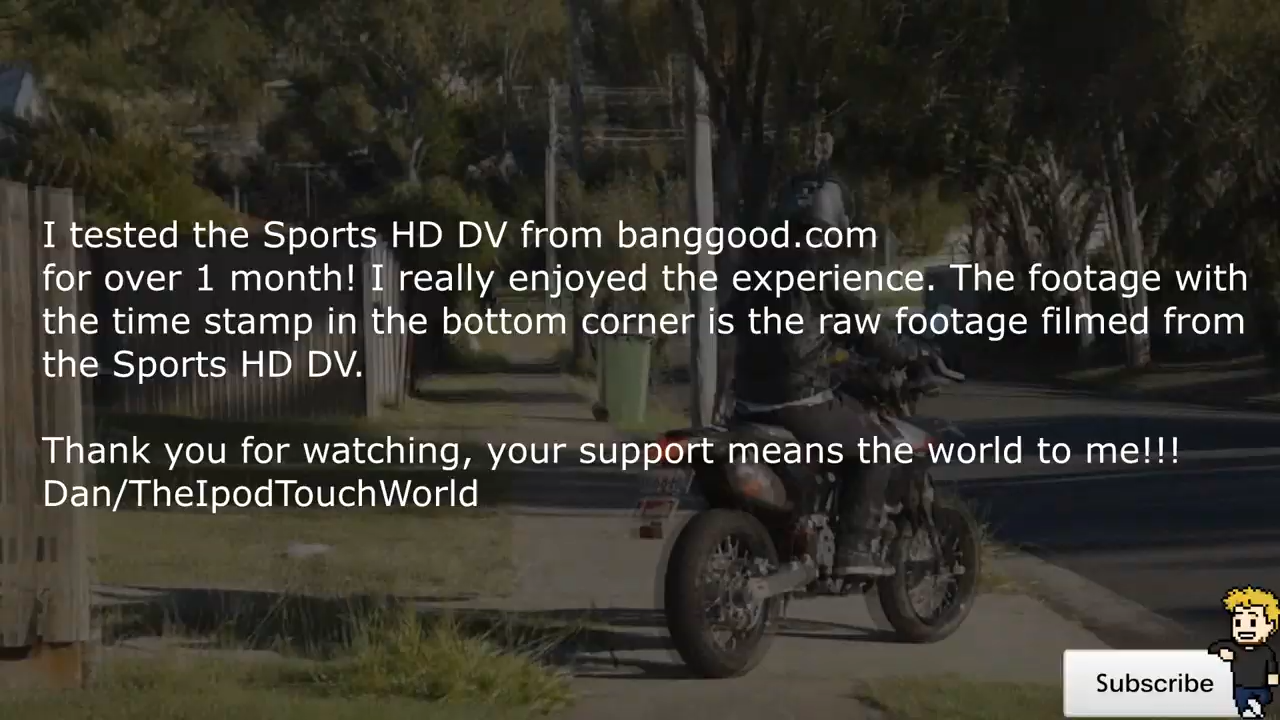 I tested the Sports HD DV from banggood.com
for over 1 month! I really enjoyed the experience. The footage with
the time stamp in the bottom corner is the raw footage filmed from
the Sports HD DV.
Thank you for watching, your support means the world to me!!!
Dan/TheIpodTouchWorld
Subscribe